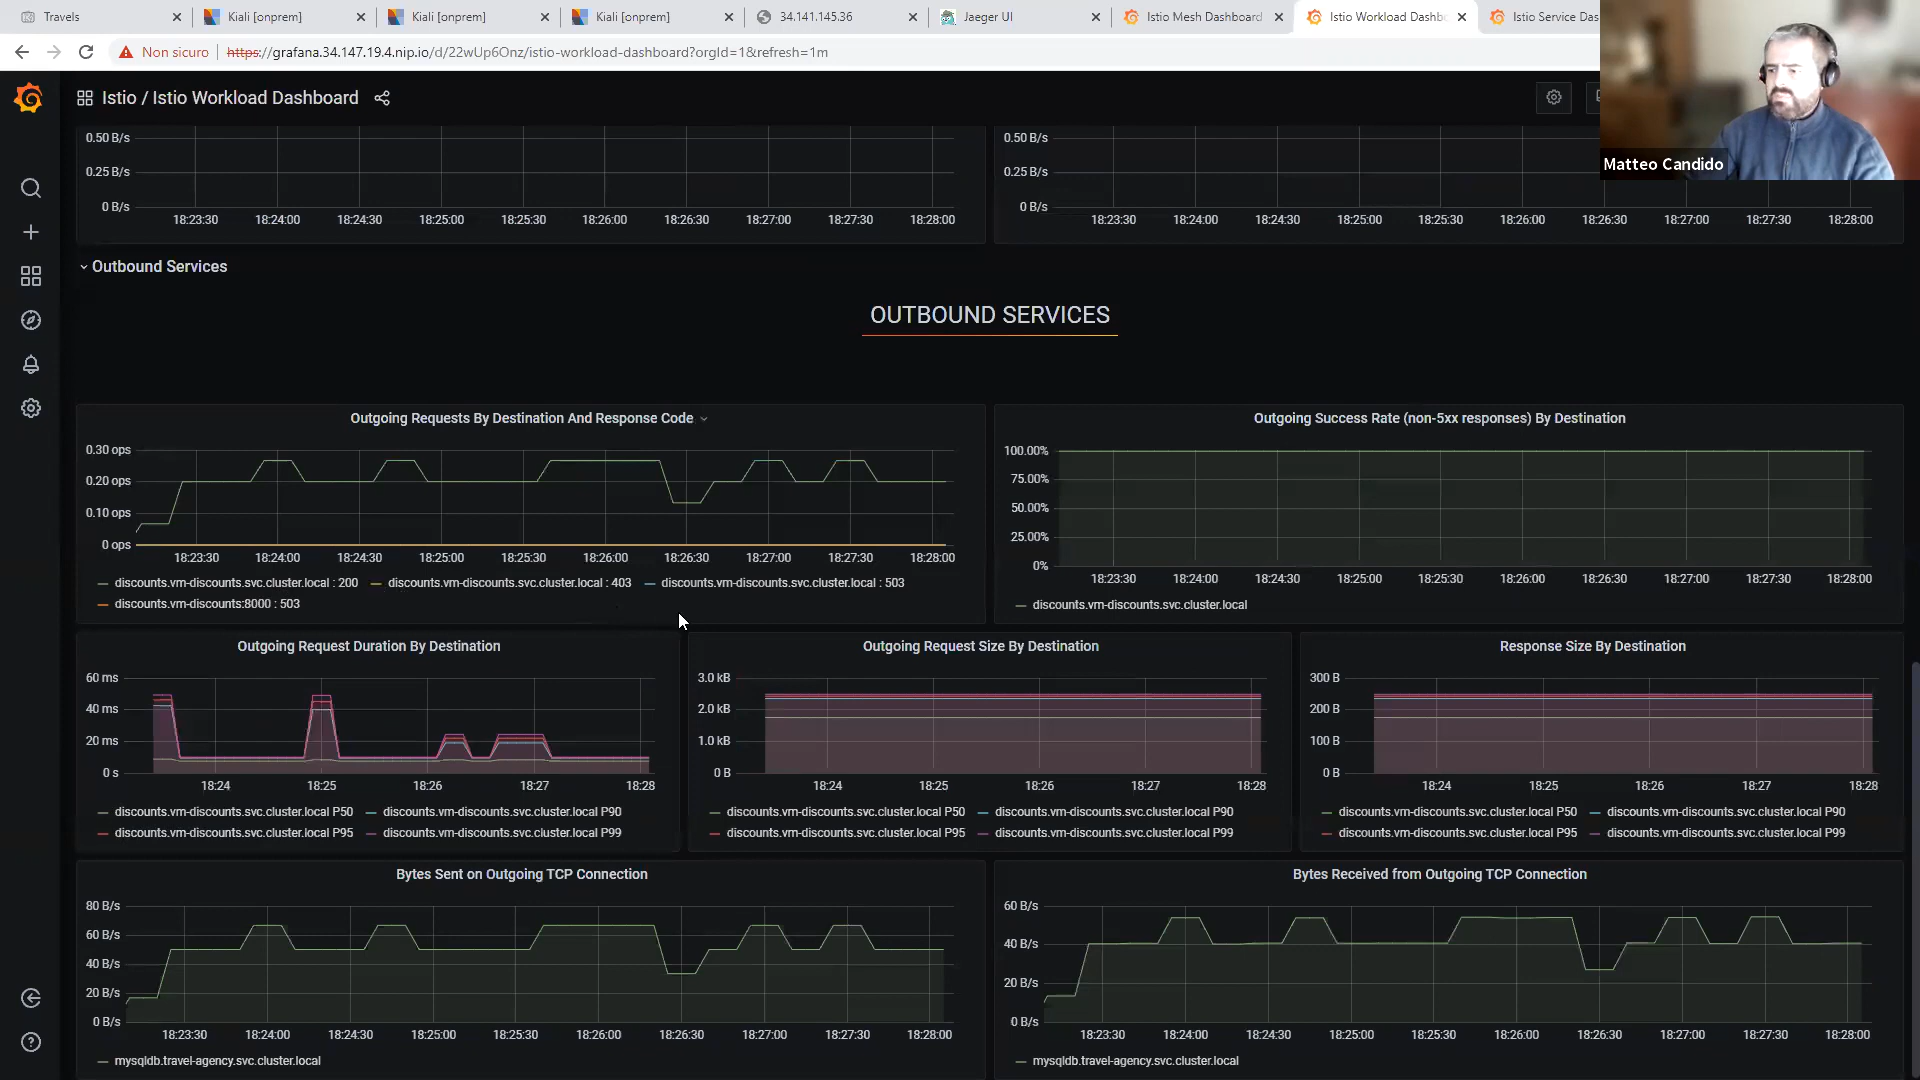 Travels
Kiali [onprem]
Kiali [onprem]
Kiali [onprem]
34.141.145.36
Jaeger UI
Istio Mesh Dashboard
Istio Workload Dashbo
Istio Service Das
Non sicuro
https://grafana.34.147.19.4.nip.io/d/22wUp6Onz/istio-workload-dashboard?orgId=1&refresh=1m
Istio / Istio Workload Dashboard
Matteo Candido
0.50 B/s
0.25 B/s
0 B/s
18:23:30 18:24:00 18:24:30 18:25:00 18:25:30 18:26:00 18:26:30 18:27:00 18:27:30 18:28:00
0.50 B/s
0.25 B/s
0 B/s
18:23:30 18:24:00 18:24:30 18:25:00 18:25:30 18:26:00 18:26:30 18:27:00 18:27:30 18:28:00
Outbound Services
OUTBOUND SERVICES
Outgoing Requests By Destination And Response Code
0.30 ops
0.20 ops
0.10 ops
0 ops
18:23:30 18:24:00 18:24:30 18:25:00 18:25:30 18:26:00 18:26:30 18:27:00 18:27:30 18:28:00
discounts.vm-discounts.svc.cluster.local : 200 discounts.vm-discounts.svc.cluster.local : 403 discounts.vm-discounts.svc.cluster.local : 503
discounts.vm-discounts:8000 : 503
Outgoing Success Rate (non-5xx responses) By Destination
100.00%
75.00%
50.00%
25.00%
0%
18:23:30 18:24:00 18:24:30 18:25:00 18:25:30 18:26:00 18:26:30 18:27:00 18:27:30 18:28:00
discounts.vm-discounts.svc.cluster.local
Outgoing Request Duration By Destination
60 ms
40 ms
20 ms
0 s
18:24 18:25 18:26 18:27 18:28
discounts.vm-discounts.svc.cluster.local P50 discounts.vm-discounts.svc.cluster.local P90
discounts.vm-discounts.svc.cluster.local P95 discounts.vm-discounts.svc.cluster.local P99
Outgoing Request Size By Destination
3.0 kB
2.0 kB
1.0 kB
0 B
18:24 18:25 18:26 18:27 18:28
discounts.vm-discounts.svc.cluster.local P50 discounts.vm-discounts.svc.cluster.local P90
discounts.vm-discounts.svc.cluster.local P95 discounts.vm-discounts.svc.cluster.local P99
Response Size By Destination
300 B
200 B
100 B
0 B
18:24 18:25 18:26 18:27 18:28
discounts.vm-discounts.svc.cluster.local P50 discounts.vm-discounts.svc.cluster.local P90
discounts.vm-discounts.svc.cluster.local P95 discounts.vm-discounts.svc.cluster.local P99
Bytes Sent on Outgoing TCP Connection
80 B/s
60 B/s
40 B/s
20 B/s
0 B/s
18:23:30 18:24:00 18:24:30 18:25:00 18:25:30 18:26:00 18:26:30 18:27:00 18:27:30 18:28:00
mysqldb.travel-agency.svc.cluster.local
Bytes Received from Outgoing TCP Connection
60 B/s
40 B/s
20 B/s
0 B/s
18:23:30 18:24:00 18:24:30 18:25:00 18:25:30 18:26:00 18:26:30 18:27:00 18:27:30 18:28:00
mysqldb.travel-agency.svc.cluster.local